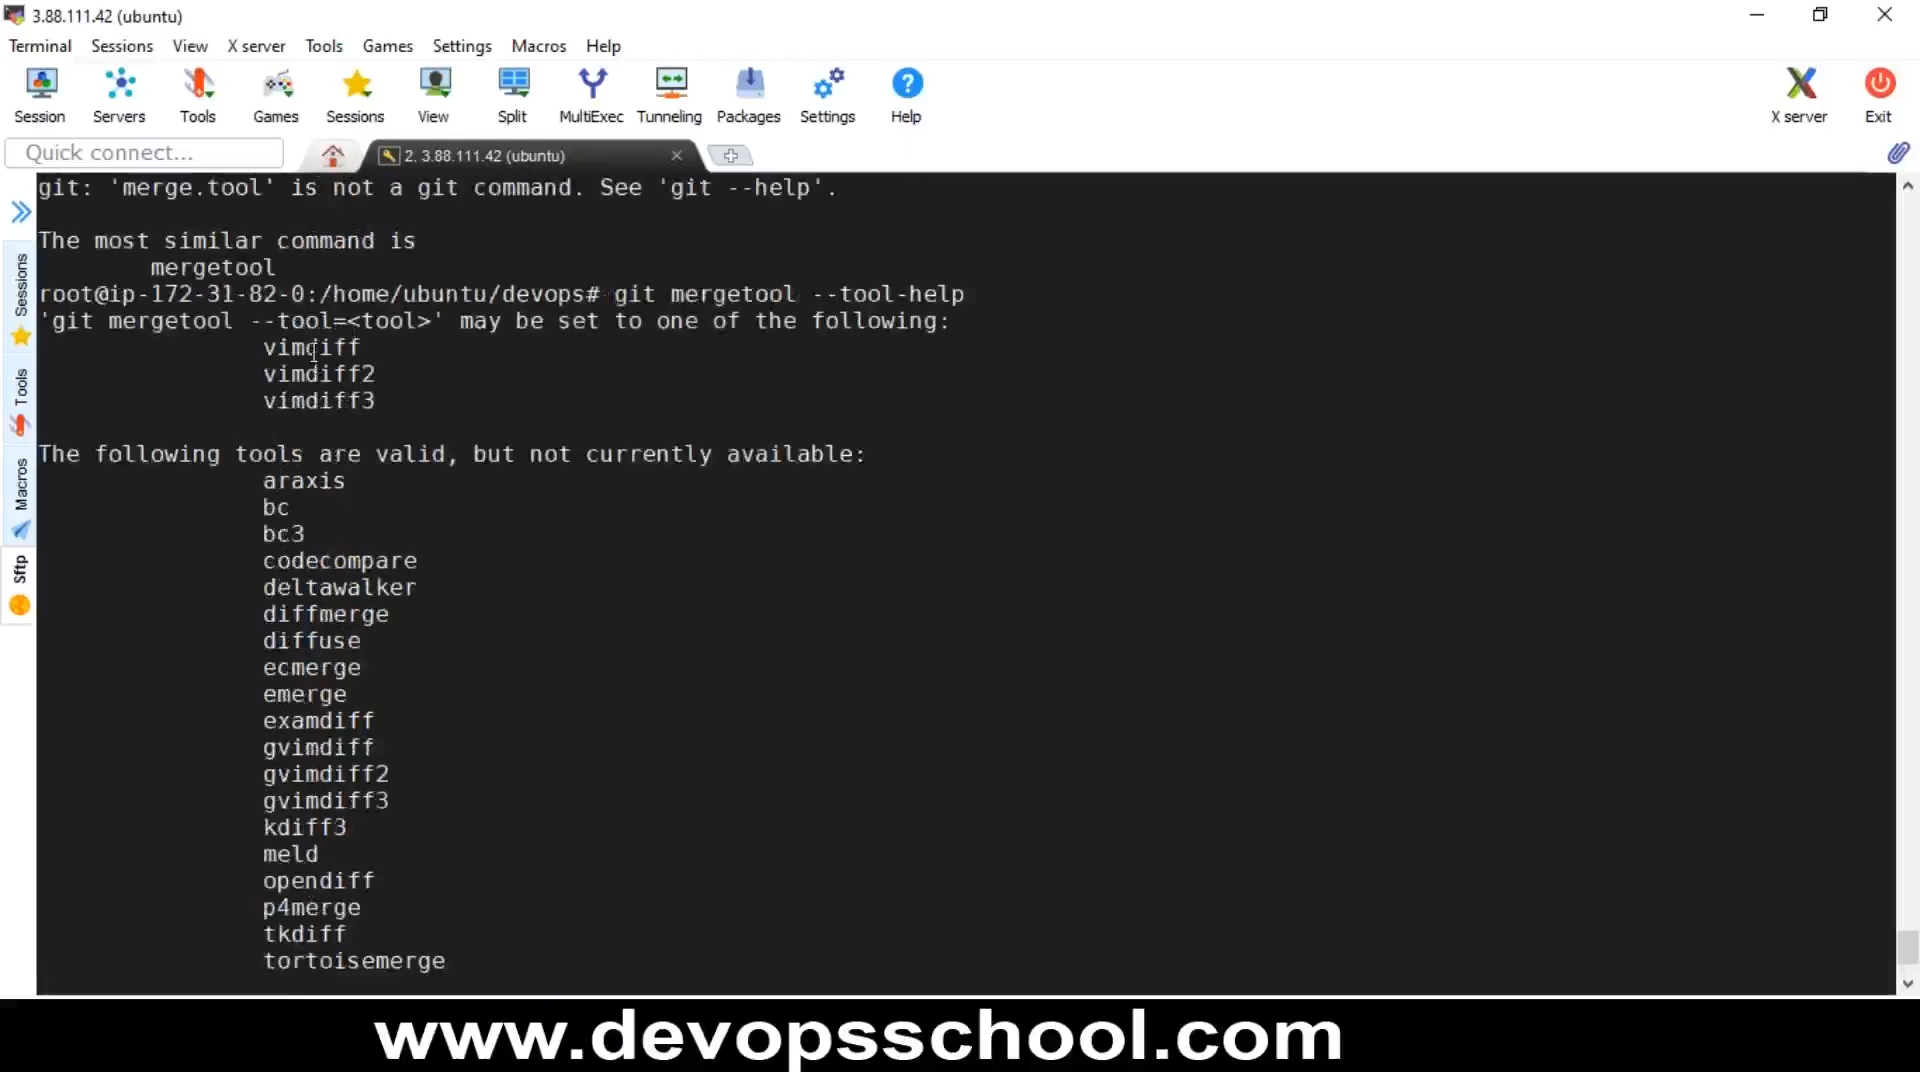 3.88.111.42 (ubuntu)
Terminal Sessions View X server Tools Games Settings Macros Help
Session Servers Tools Games Sessions View Split MultiExec Tunneling Packages Settings Help X server Exit
Quick connect... 2. 3.88.111.42 (ubuntu)
git: 'merge.tool' is not a git command. See 'git --help'.
The most similar command is
mergetool
root@ip-172-31-82-0:/home/ubuntu/devops# git mergetool --tool-help
'git mergetool --tool=<tool>' may be set to one of the following:
vimdiff
vimdiff2
vimdiff3
The following tools are valid, but not currently available:
araxis
bc
bc3
codecompare
deltawalker
diffmerge
diffuse
ecmerge
emerge
examdiff
gvimdiff
gvimdiff2
gvimdiff3
kdiff3
meld
opendiff
p4merge
tkdiff
tortoisemerge
Sessions
Tools
Macros
Sftp
www.devopsschool.com